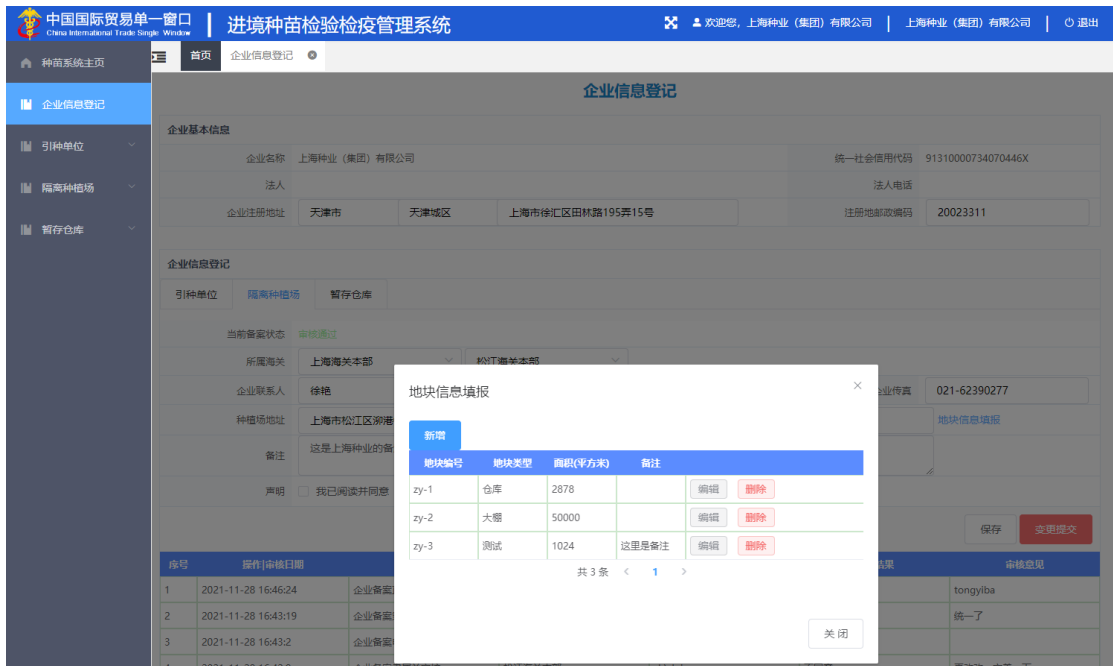 中国国际贸易单一窗口 进境种苗检验检疫管理系统 欢迎您，上海种业（集团）有限公司 上海种业（集团）有限公司 退出
China International Trade Single Window
种苗系统主页 首页 企业信息登记
企业信息登记
企业信息登记
企业基本信息
引种单位
企业名称 上海种业（集团）有限公司 统一社会信用代码 91310000734070446X
隔离种植场 法人 法人电话
企业注册地址 天津市 天津城区 上海市徐汇区田林路195弄15号 注册地邮政编码 20023311
暂存仓库
企业信息登记
引种单位 隔离种植场 暂存仓库
当前备案状态 审核通过
所属海关 上海海关本部 松江海关本部
企业联系人 徐艳 业传真 021-62390277
种植场地址 上海市松江区泖港 地块信息填报
备注 这是上海种业的备
声明 我已阅读并同意
保存 变更提交
序号 操作|审核日期 结果 审核意见
1 2021-11-28 16:46:24 企业备案 tongyiba
2 2021-11-28 16:43:19 企业备案 统一了
3 2021-11-28 16:43:2 企业备案
地块信息填报
新增
地块编号 地块类型 面积(平方米) 备注
zy-1 仓库 2878 编辑 删除
zy-2 大棚 50000 编辑 删除
zy-3 测试 1024 这里是备注 编辑 删除
共 3 条 < 1 >
关 闭